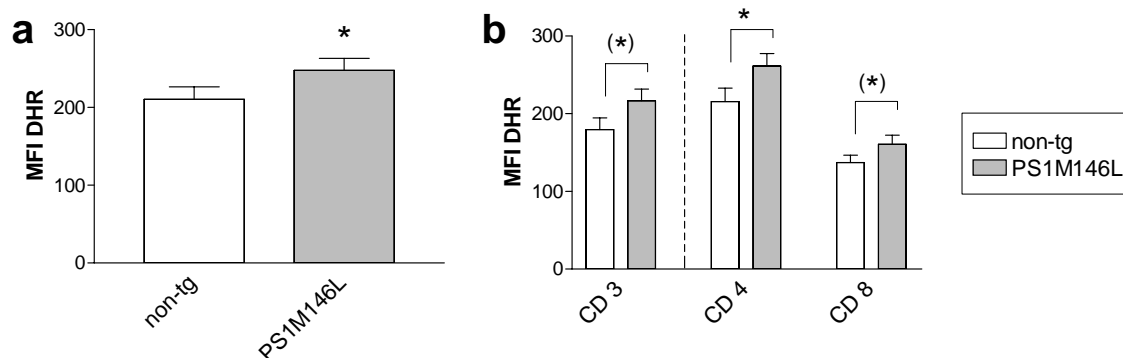 a
MFI DHR
300
200
100
0
*
non-tg
PS1M146L
b
MFI DHR
300
200
100
0
(*)
*
(*)
CD 3
CD 4
CD 8
non-tg
PS1M146L